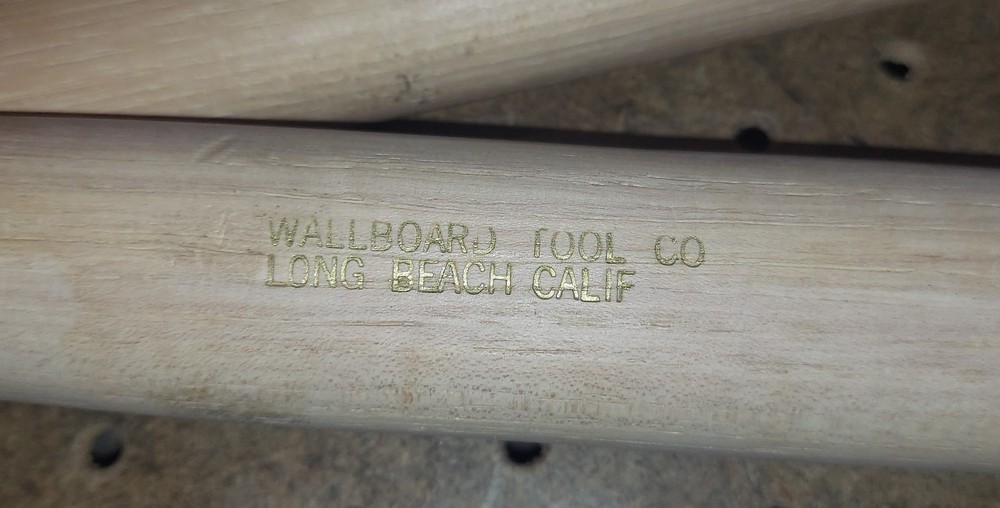 WALLBOARD TOOL CO
LONG BEACH CALIF